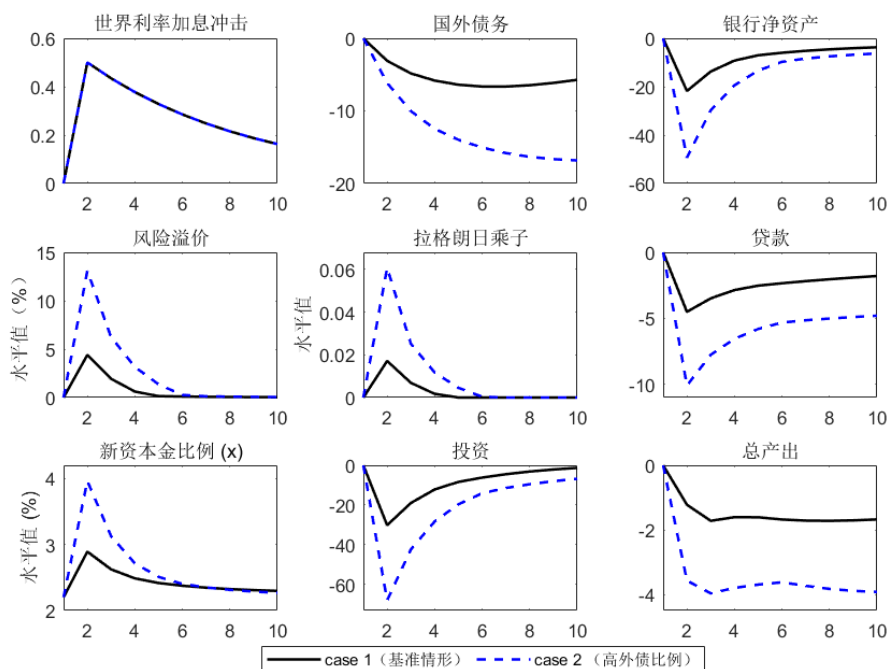 世界利率加息冲击
国外债务
银行净资产
0.6
0.4
0.2
0
2 4 6 8 10
0
-10
-20
2 4 6 8 10
0
-20
-40
-60
2 4 6 8 10
风险溢价
拉格朗日乘子
贷款
水平值（%）
15
10
5
0
2 4 6 8 10
水平值
0.06
0.04
0.02
0
2 4 6 8 10
0
-5
-10
2 4 6 8 10
新资本金比例 (x)
投资
总产出
水平值 (%)
4
3
2
2 4 6 8 10
0
-20
-40
-60
2 4 6 8 10
0
-2
-4
2 4 6 8 10
case 1（基准情形） case 2 （高外债比例）